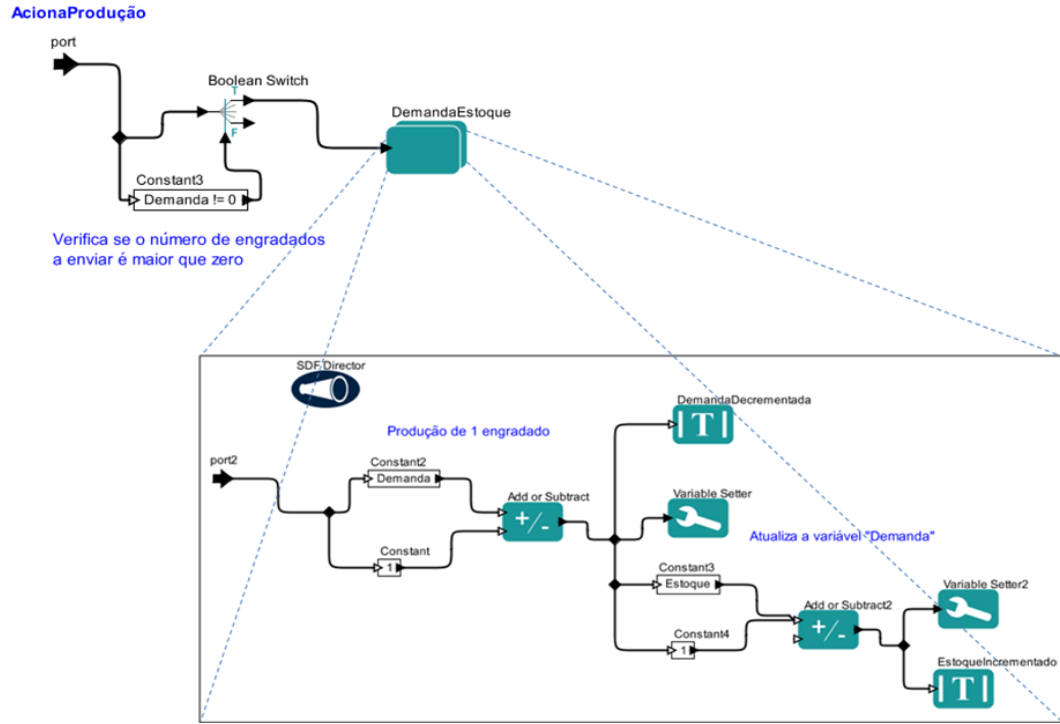 AcionaProdução
port
Boolean Switch
T
F
DemandaEstoque
Constant3
Demanda != 0
Verifica se o número de engradados
a enviar é maior que zero
SDF Director
DemandaDecrementada
T
Produção de 1 engradado
port2
Constant2
Demanda
Add or Subtract
+/-
Variable Setter
Constant
1
Atualiza a variável "Demanda"
Constant3
Estoque
Variable Setter2
Add or Subtract2
+/-
Constant4
1
EstoqueIncrementado
T